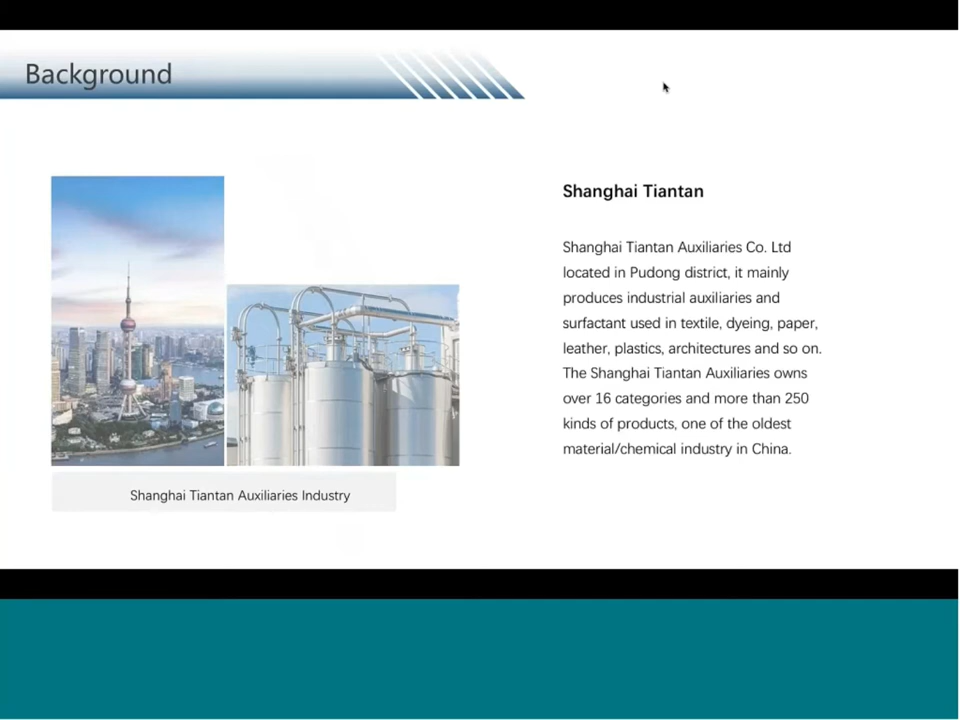 Background
Shanghai Tiantan
Shanghai Tiantan Auxiliaries Co. Ltd
located in Pudong district, it mainly
produces industrial auxiliaries and
surfactant used in textile, dyeing, paper,
leather, plastics, architectures and so on.
The Shanghai Tiantan Auxiliaries owns
over 16 categories and more than 250
kinds of products, one of the oldest
material/chemical industry in China.
Shanghai Tiantan Auxiliaries Industry